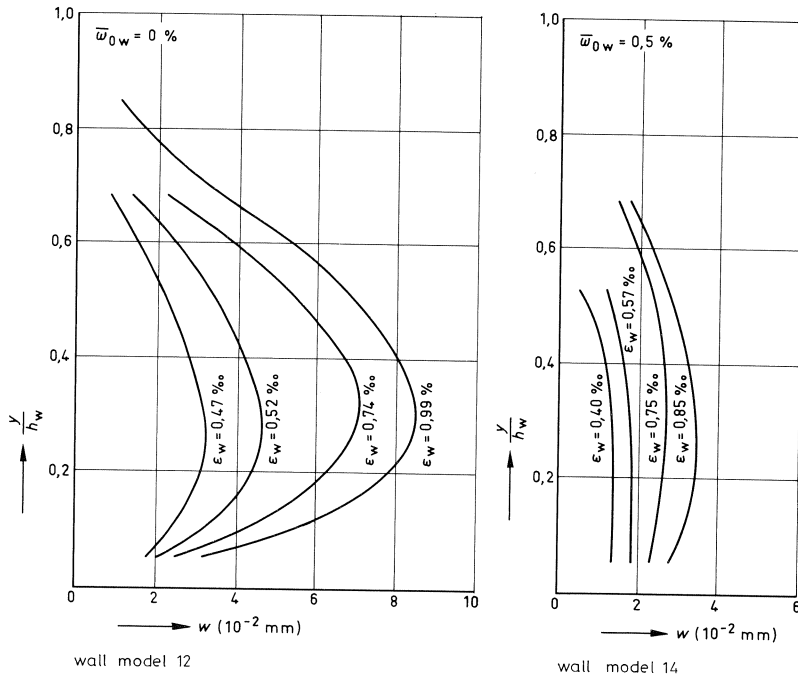 1,0
ω̅₀w = 0 %
0,8
0,6
0,4
0,2
0
y/hw
εw = 0,47 ‰
εw = 0,52 ‰
εw = 0,74 ‰
εw = 0,99 %
0 2 4 6 8 10
w (10⁻² mm)
wall model 12
1,0
ω̅₀w = 0,5 %
0,8
0,6
0,4
0,2
0
y/hw
εw = 0,40 ‰
εw = 0,57 ‰
εw = 0,75 ‰
εw = 0,85 ‰
0 2 4 6
w (10⁻² mm)
wall model 14